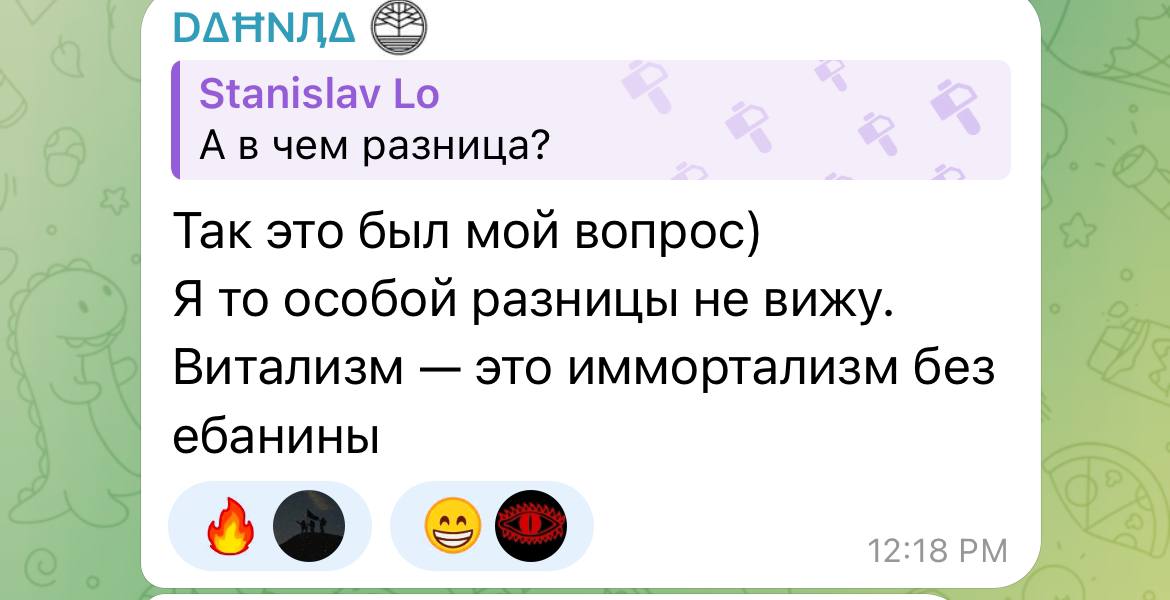 DΔĦNԮΔ
Stanislav Lo
А в чем разница?
Так это был мой вопрос)
Я то особой разницы не вижу.
Витализм — это иммортализм без
ебанины
12:18 PM